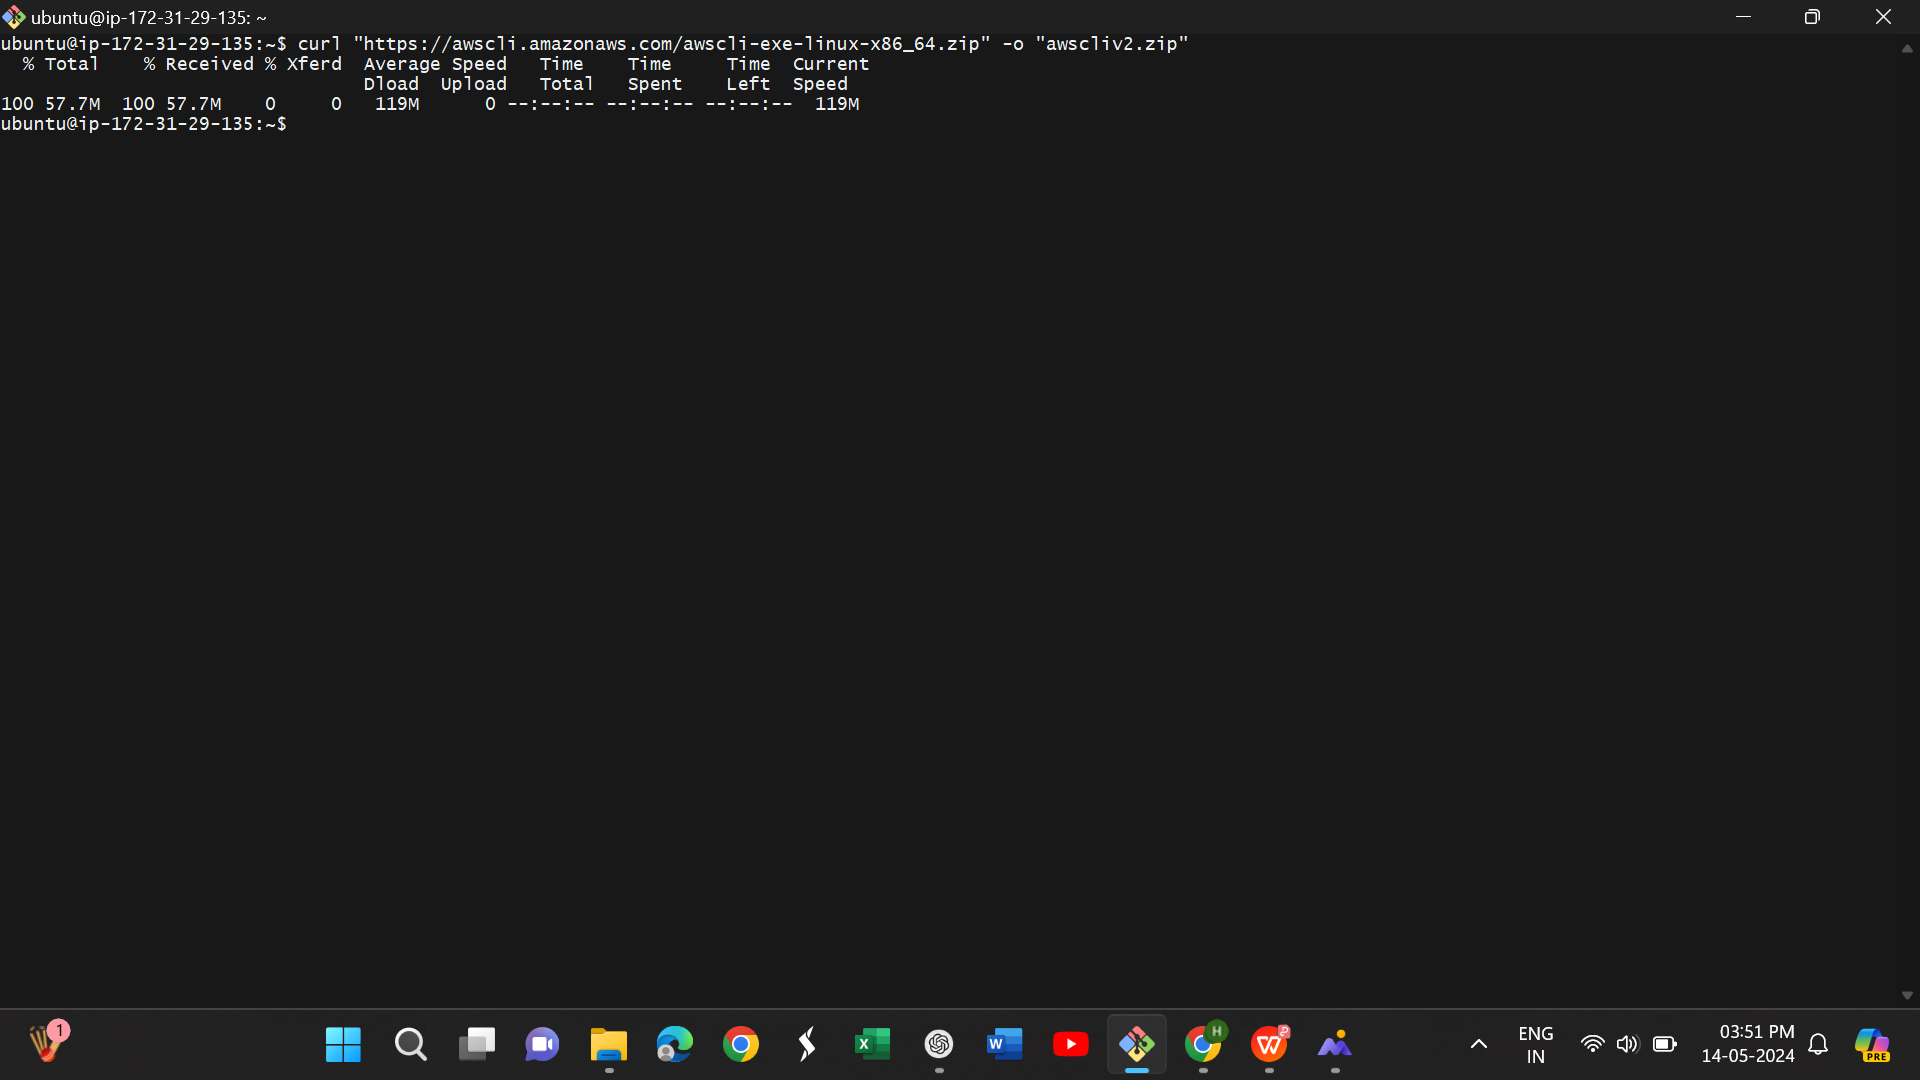 ubuntu@ip-172-31-29-135: ~
ubuntu@ip-172-31-29-135:~$ curl "https://awscli.amazonaws.com/awscli-exe-linux-x86_64.zip" -o "awscliv2.zip"
  % Total    % Received % Xferd  Average Speed   Time    Time     Time  Current
                                 Dload  Upload   Total   Spent    Left  Speed
100 57.7M  100 57.7M    0     0   119M      0 --:--:-- --:--:-- --:--:--  119M
ubuntu@ip-172-31-29-135:~$
1
X
W
H
W
2
ENG
IN
03:51 PM
14-05-2024
PRE